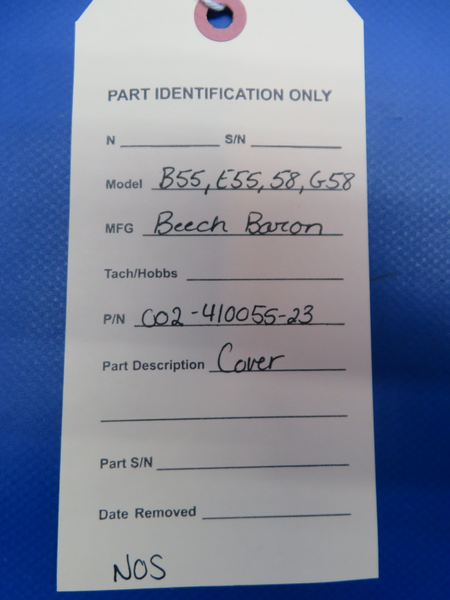 PART IDENTIFICATION ONLY
N S/N
Model B55, E55, 58, G58
MFG Beech Baron
Tach/Hobbs
P/N C02-410055-23
Part Description Cover
Part S/N
Date Removed
NOS